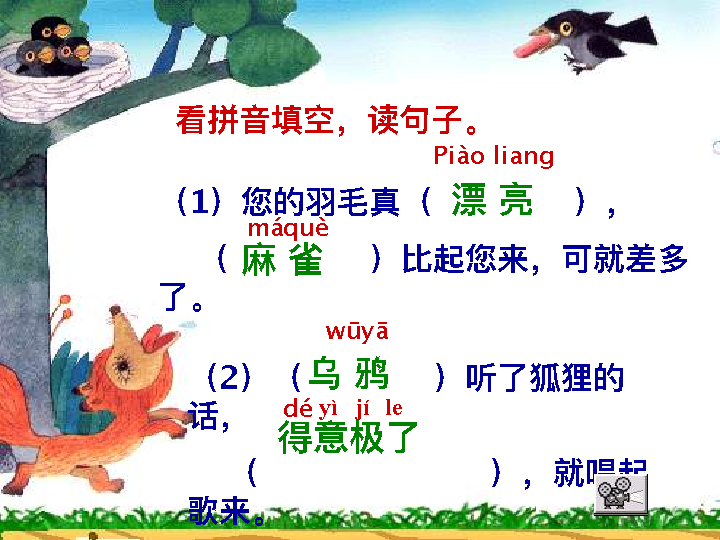 看拼音填空，读句子。
Piào liang
（1）您的羽毛真（ 漂 亮 ），
máquè
（ 麻 雀 ）比起您来，可就差多
了。
wūyā
（2）（乌 鸦 ）听了狐狸的
话，
dé yì jí le
得意极了
（ ），就唱起
歌来。